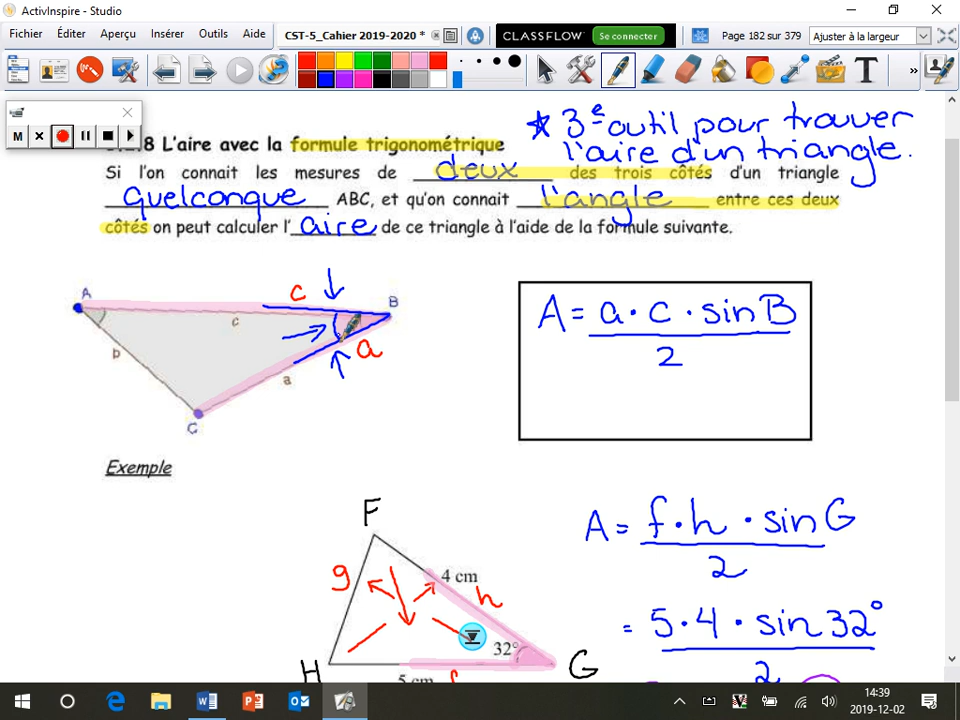 ActivInspire - Studio
Fichier Éditer Aperçu Insérer Outils Aide
CST-5_Cahier 2019-2020 *
CLASSFLOW Se connecter
Page 182 sur 379
Ajuster à la largeur
M
8 L'aire avec la formule trigonométrique
* 3e outil pour trouver
l'aire d'un triangle.
Si l'on connait les mesures de deux des trois côtés d'un triangle
quelconque ABC, et qu'on connait l'angle entre ces deux
côtés on peut calculer l'aire de ce triangle à l'aide de la formule suivante.
A c B
c
b a
a
C
A = a · c · sin B
2
Exemple
F
g 4 cm
h
32°
H G
5 cm f
A = f · h · sin G
2
= 5 · 4 · sin 32°
2
14:39
2019-12-02